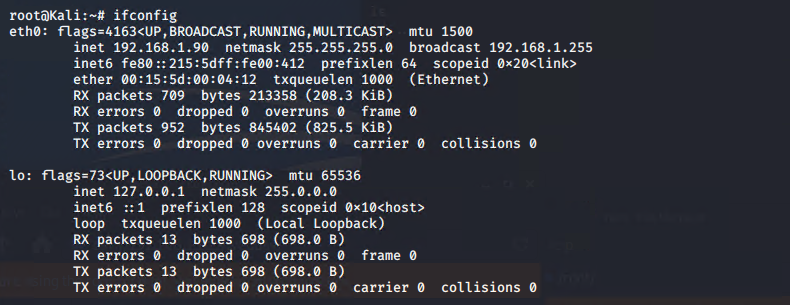 root@Kali:~# ifconfig
eth0: flags=4163<UP,BROADCAST,RUNNING,MULTICAST>  mtu 1500
        inet 192.168.1.90  netmask 255.255.255.0  broadcast 192.168.1.255
        inet6 fe80::215:5dff:fe00:412  prefixlen 64  scopeid 0×20<link>
        ether 00:15:5d:00:04:12  txqueuelen 1000  (Ethernet)
        RX packets 709  bytes 213358 (208.3 KiB)
        RX errors 0  dropped 0  overruns 0  frame 0
        TX packets 952  bytes 845402 (825.5 KiB)
        TX errors 0  dropped 0 overruns 0  carrier 0  collisions 0

lo: flags=73<UP,LOOPBACK,RUNNING>  mtu 65536
        inet 127.0.0.1  netmask 255.0.0.0
        inet6 ::1  prefixlen 128  scopeid 0×10<host>
        loop  txqueuelen 1000  (Local Loopback)
        RX packets 13  bytes 698 (698.0 B)
        RX errors 0  dropped 0  overruns 0  frame 0
        TX packets 13  bytes 698 (698.0 B)
        TX errors 0  dropped 0 overruns 0  carrier 0  collisions 0